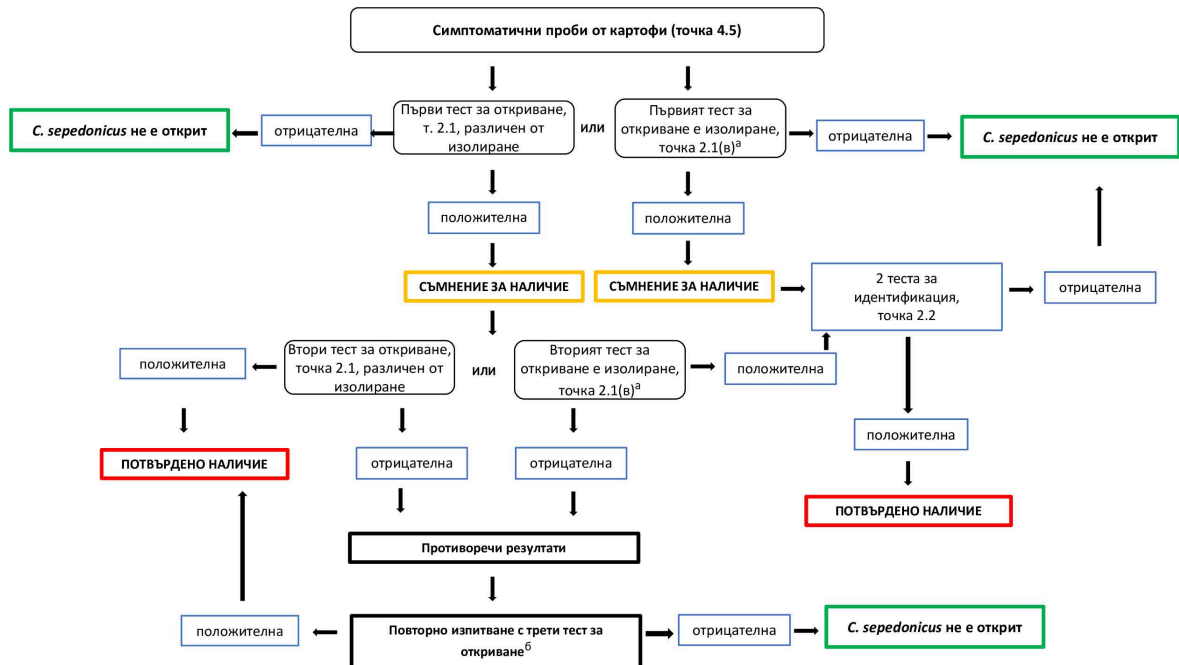 Симптоматични проби от картофи (точка 4.5)
C. sepedonicus не е открит
отрицателна
Първи тест за откриване,
т. 2.1, различен от
изолиране
или
Първият тест за
откриване е изолиране,
точка 2.1(в)а
отрицателна
C. sepedonicus не е открит
положителна
положителна
СЪМНЕНИЕ ЗА НАЛИЧИЕ
СЪМНЕНИЕ ЗА НАЛИЧИЕ
2 теста за
идентификация,
точка 2.2
отрицателна
положителна
Втори тест за откриване,
точка 2.1, различен от
изолиране
или
Вторият тест за
откриване е изолиране,
точка 2.1(в)а
положителна
положителна
ПОТВЪРДЕНО НАЛИЧИЕ
отрицателна
отрицателна
ПОТВЪРДЕНО НАЛИЧИЕ
Противоречи резултати
положителна
Повторно изпитване с трети тест за
откриванеб
отрицателна
C. sepedonicus не е открит